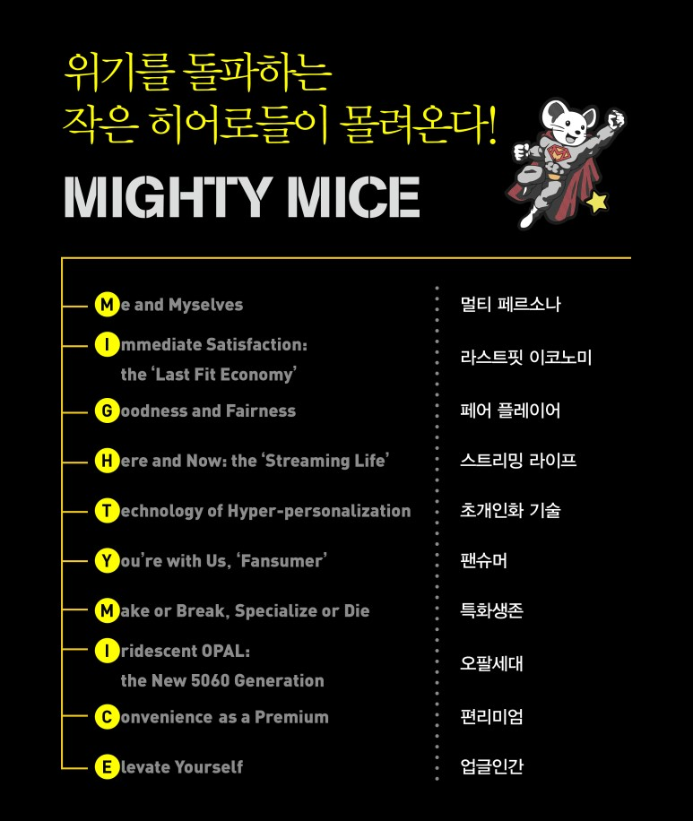 위기를 돌파하는
작은 히어로들이 몰려온다!
MIGHTY MICE
Me and Myselves 멀티 페르소나
Immediate Satisfaction:
the ‘Last Fit Economy’ 라스트핏 이코노미
Goodness and Fairness 페어 플레이어
Here and Now: the ‘Streaming Life’ 스트리밍 라이프
Technology of Hyper-personalization 초개인화 기술
You’re with Us, ‘Fansumer’ 팬슈머
Make or Break, Specialize or Die 특화생존
Iridescent OPAL:
the New 5060 Generation 오팔세대
Convenience as a Premium 편리미엄
Elevate Yourself 업글인간